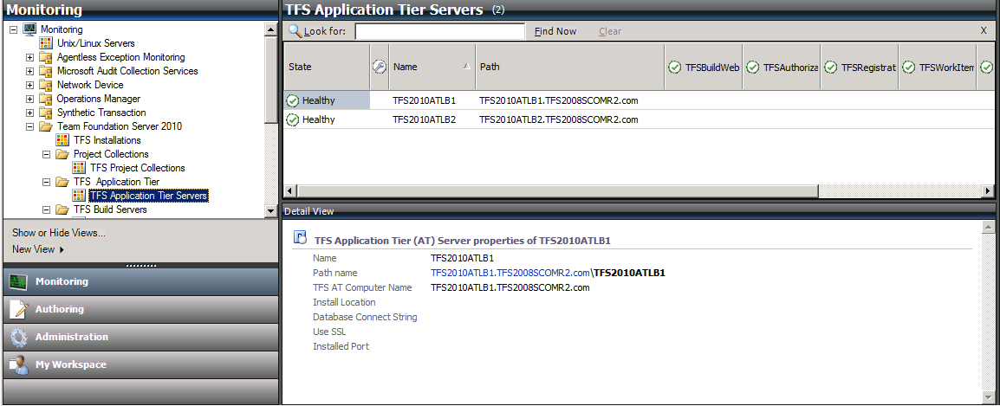 Monitoring
Monitoring
Unix/Linux Servers
Agentless Exception Monitoring
Microsoft Audit Collection Services
Network Device
Operations Manager
Synthetic Transaction
Team Foundation Server 2010
TFS Installations
Project Collections
TFS Project Collections
TFS Application Tier
TFS Application Tier Servers
TFS Build Servers
Show or Hide Views...
New View
Monitoring
Authoring
Administration
My Workspace
TFS Application Tier Servers (2)
Look for: Find Now Clear X
State Name Path TFSBuildWeb TFSAuthoriza TFSRegistrat TFSWorkItem
Healthy TFS2010ATLB1 TFS2010ATLB1.TFS2008SCOMR2.com
Healthy TFS2010ATLB2 TFS2010ATLB2.TFS2008SCOMR2.com
Detail View
TFS Application Tier (AT) Server properties of TFS2010ATLB1
Name TFS2010ATLB1
Path name TFS2010ATLB1.TFS2008SCOMR2.com\TFS2010ATLB1
TFS AT Computer Name TFS2010ATLB1.TFS2008SCOMR2.com
Install Location
Database Connect String
Use SSL
Installed Port